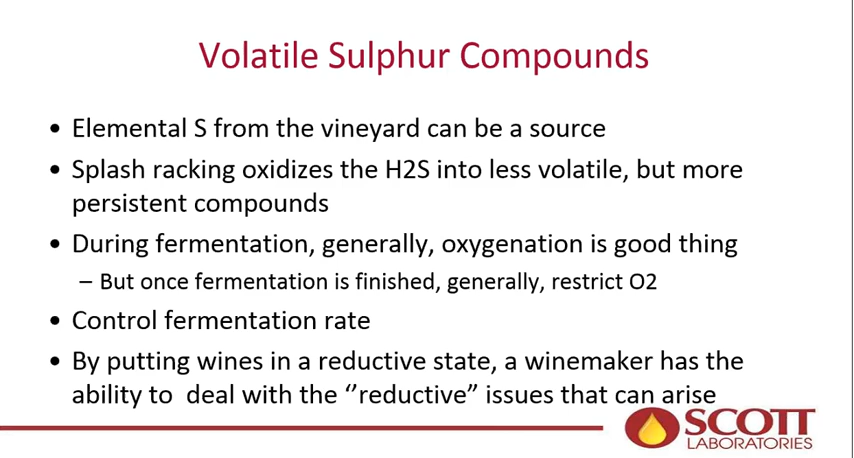 Volatile Sulphur Compounds
• Elemental S from the vineyard can be a source
• Splash racking oxidizes the H2S into less volatile, but more
persistent compounds
• During fermentation, generally, oxygenation is good thing
– But once fermentation is finished, generally, restrict O2
• Control fermentation rate
• By putting wines in a reductive state, a winemaker has the
ability to  deal with the ‘’reductive” issues that can arise
SCOTT
LABORATORIES